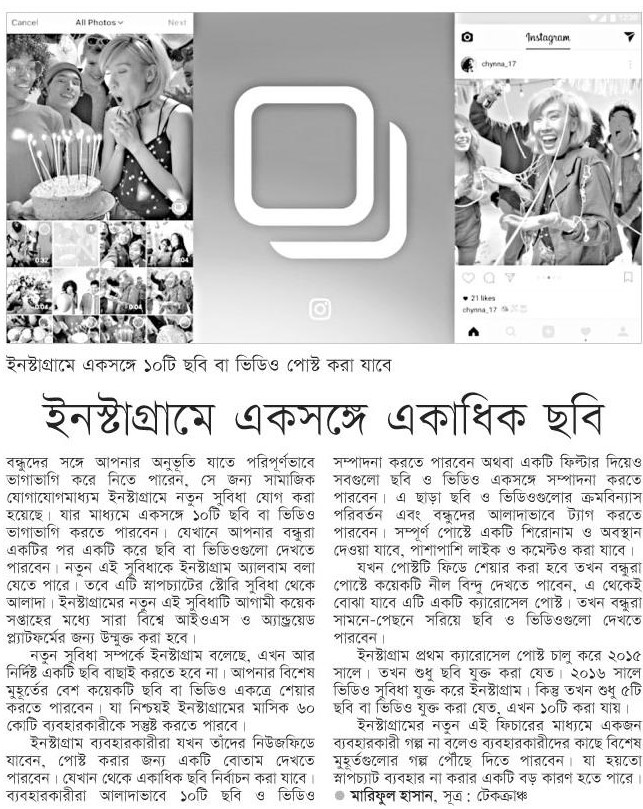 Cancel
All Photos
Next
0:32
0:04
0:04
Instagram
chynna_17
21 likes
chynna_17
ইনস্টাগ্রামে একসঙ্গে ১০টি ছবি বা ভিডিও পোস্ট করা যাবে
ইনস্টাগ্রামে একসঙ্গে একাধিক ছবি
বন্ধুদের সঙ্গে আপনার অনুভূতি যাতে পরিপূর্ণভাবে
ভাগাভাগি করে নিতে পারেন, সে জন্য সামাজিক
যোগাযোগমাধ্যম ইনস্টাগ্রামে নতুন সুবিধা যোগ করা
হয়েছে। যার মাধ্যমে একসঙ্গে ১০টি ছবি বা ভিডিও
ভাগাভাগি করতে পারবেন। যেখানে আপনার বন্ধুরা
একটির পর একটি করে ছবি বা ভিডিওগুলো দেখতে
পারবেন। নতুন এই সুবিধাকে ইনস্টাগ্রাম অ্যালবাম বলা
যেতে পারে। তবে এটি স্নাপচ্যাটের স্টোরি সুবিধা থেকে
আলাদা। ইনস্টাগ্রামের নতুন এই সুবিধাটি আগামী কয়েক
সপ্তাহের মধ্যে সারা বিশ্বে আইওএস ও অ্যান্ড্রয়েড
প্ল্যাটফর্মের জন্য উন্মুক্ত করা হবে।
নতুন সুবিধা সম্পর্কে ইনস্টাগ্রাম বলেছে, এখন আর
নির্দিষ্ট একটি ছবি বাছাই করতে হবে না। আপনার বিশেষ
মুহূর্তের বেশ কয়েকটি ছবি বা ভিডিও একত্রে শেয়ার
করতে পারবেন। যা নিশ্চয়ই ইনস্টাগ্রামের মাসিক ৬০
কোটি ব্যবহারকারীকে সন্তুষ্ট করতে পারবে।
ইনস্টাগ্রাম ব্যবহারকারীরা যখন তাঁদের নিউজফিডে
যাবেন, পোস্ট করার জন্য একটি বোতাম দেখতে
পারবেন। যেখান থেকে একাধিক ছবি নির্বাচন করা যাবে।
ব্যবহারকারীরা আলাদাভাবে ১০টি ছবি ও ভিডিও
সম্পাদনা করতে পারবেন অথবা একটি ফিল্টার দিয়েও
সবগুলো ছবি ও ভিডিও একসঙ্গে সম্পাদনা করতে
পারবেন। এ ছাড়া ছবি ও ভিডিওগুলোর ক্রমবিন্যাস
পরিবর্তন এবং বন্ধুদের আলাদাভাবে ট্যাগ করতে
পারবেন। সম্পূর্ণ পোস্টে একটি শিরোনাম ও অবস্থান
দেওয়া যাবে, পাশাপাশি লাইক ও কমেন্টও করা যাবে।
যখন পোস্টটি ফিডে শেয়ার করা হবে তখন বন্ধুরা
পোস্টে কয়েকটি নীল বিন্দু দেখতে পাবেন, এ থেকেই
বোঝা যাবে এটি একটি ক্যারোসেল পোস্ট। তখন বন্ধুরা
সামনে-পেছনে সরিয়ে ছবি ও ভিডিওগুলো দেখতে
পারবেন।
ইনস্টাগ্রাম প্রথম ক্যারোসেল পোস্ট চালু করে ২০১৫
সালে। তখন শুধু ছবি যুক্ত করা যেত। ২০১৬ সালে
ভিডিও সুবিধা যুক্ত করে ইনস্টাগ্রাম। কিন্তু তখন শুধু ৫টি
ছবি বা ভিডিও যুক্ত করা যেত, এখন ১০টি করা যায়।
ইনস্টাগ্রামের নতুন এই ফিচারের মাধ্যমে একজন
ব্যবহারকারী গল্প না বলেও ব্যবহারকারীদের কাছে বিশেষ
মুহূর্তগুলোর গল্প পৌঁছে দিতে পারবেন। যা হয়তো
স্নাপচ্যাট ব্যবহার না করার একটি বড় কারণ হতে পারে।
মারিফুল হাসান, সূত্র : টেকক্রাঞ্চ